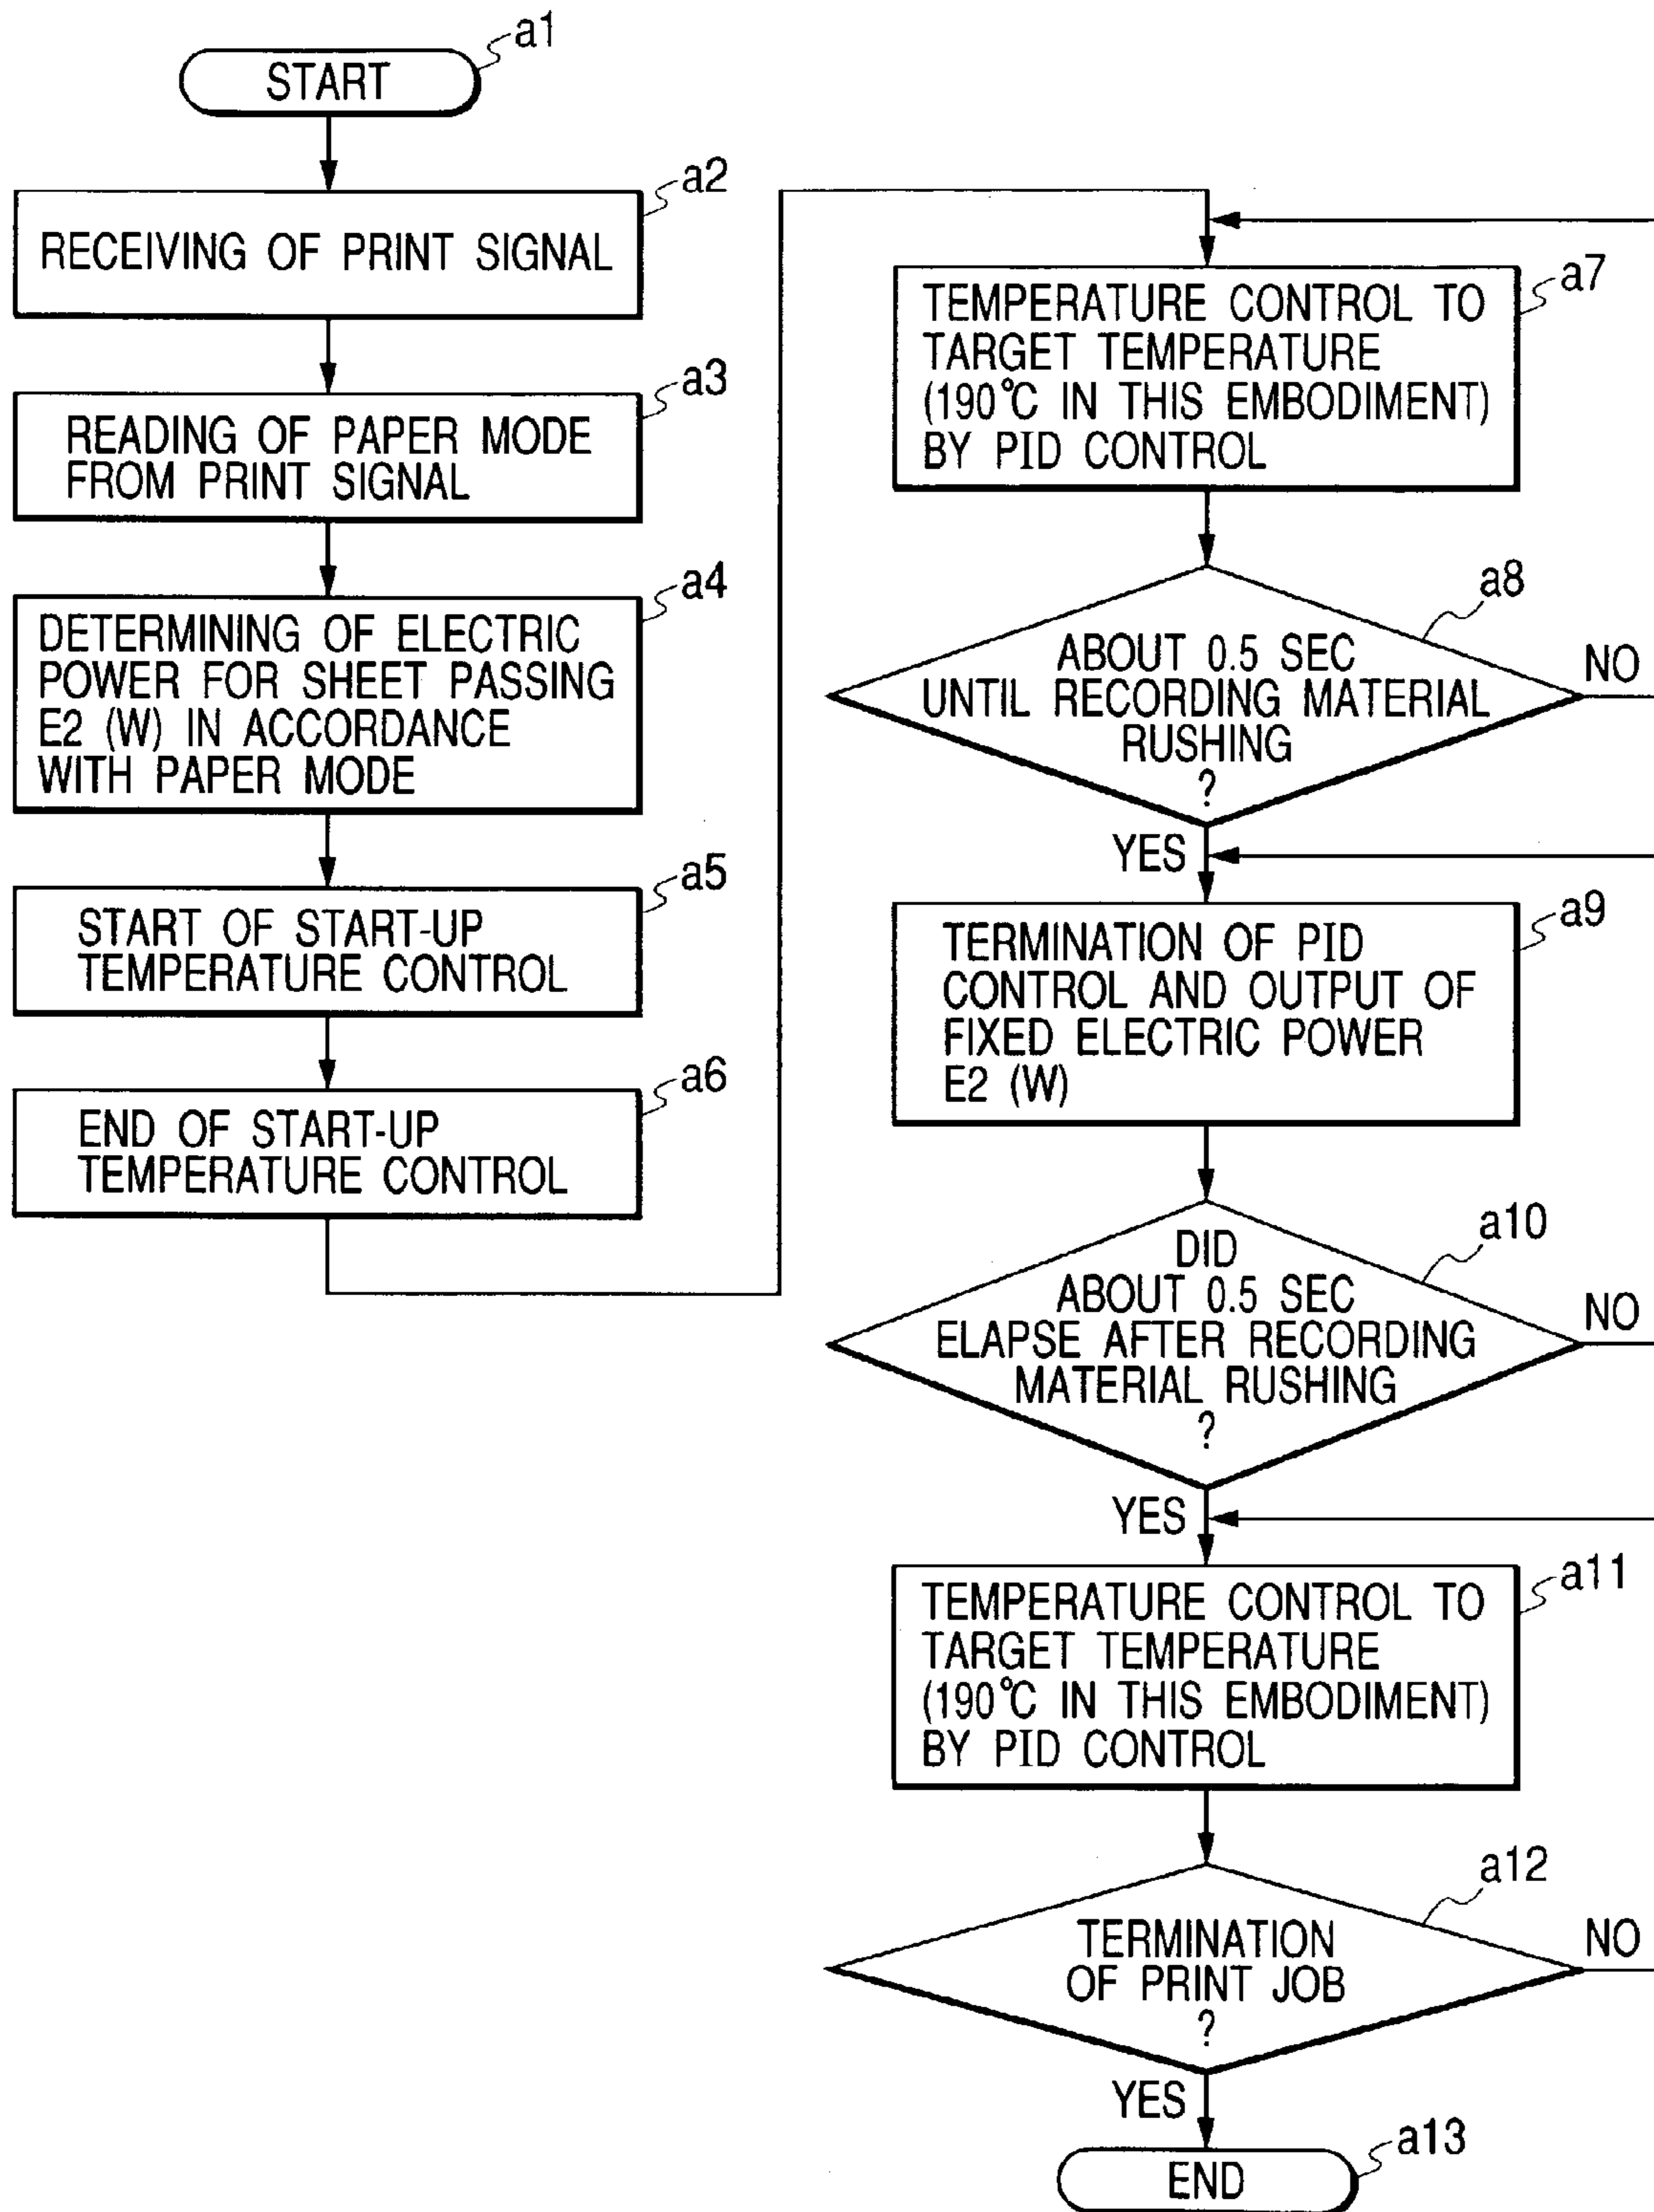 a1
START
a2
RECEIVING OF PRINT SIGNAL
a3
READING OF PAPER MODE
FROM PRINT SIGNAL
a4
DETERMINING OF ELECTRIC
POWER FOR SHEET PASSING
E2 (W) IN ACCORDANCE
WITH PAPER MODE
a5
START OF START-UP
TEMPERATURE CONTROL
a6
END OF START-UP
TEMPERATURE CONTROL
a7
TEMPERATURE CONTROL TO
TARGET TEMPERATURE
(190°C IN THIS EMBODIMENT)
BY PID CONTROL
a8
ABOUT 0.5 SEC
UNTIL RECORDING MATERIAL
RUSHING
?
NO
YES
a9
TERMINATION OF PID
CONTROL AND OUTPUT OF
FIXED ELECTRIC POWER
E2 (W)
a10
DID
ABOUT 0.5 SEC
ELAPSE AFTER RECORDING
MATERIAL RUSHING
?
NO
YES
a11
TEMPERATURE CONTROL TO
TARGET TEMPERATURE
(190°C IN THIS EMBODIMENT)
BY PID CONTROL
a12
TERMINATION
OF PRINT JOB
?
NO
YES
a13
END